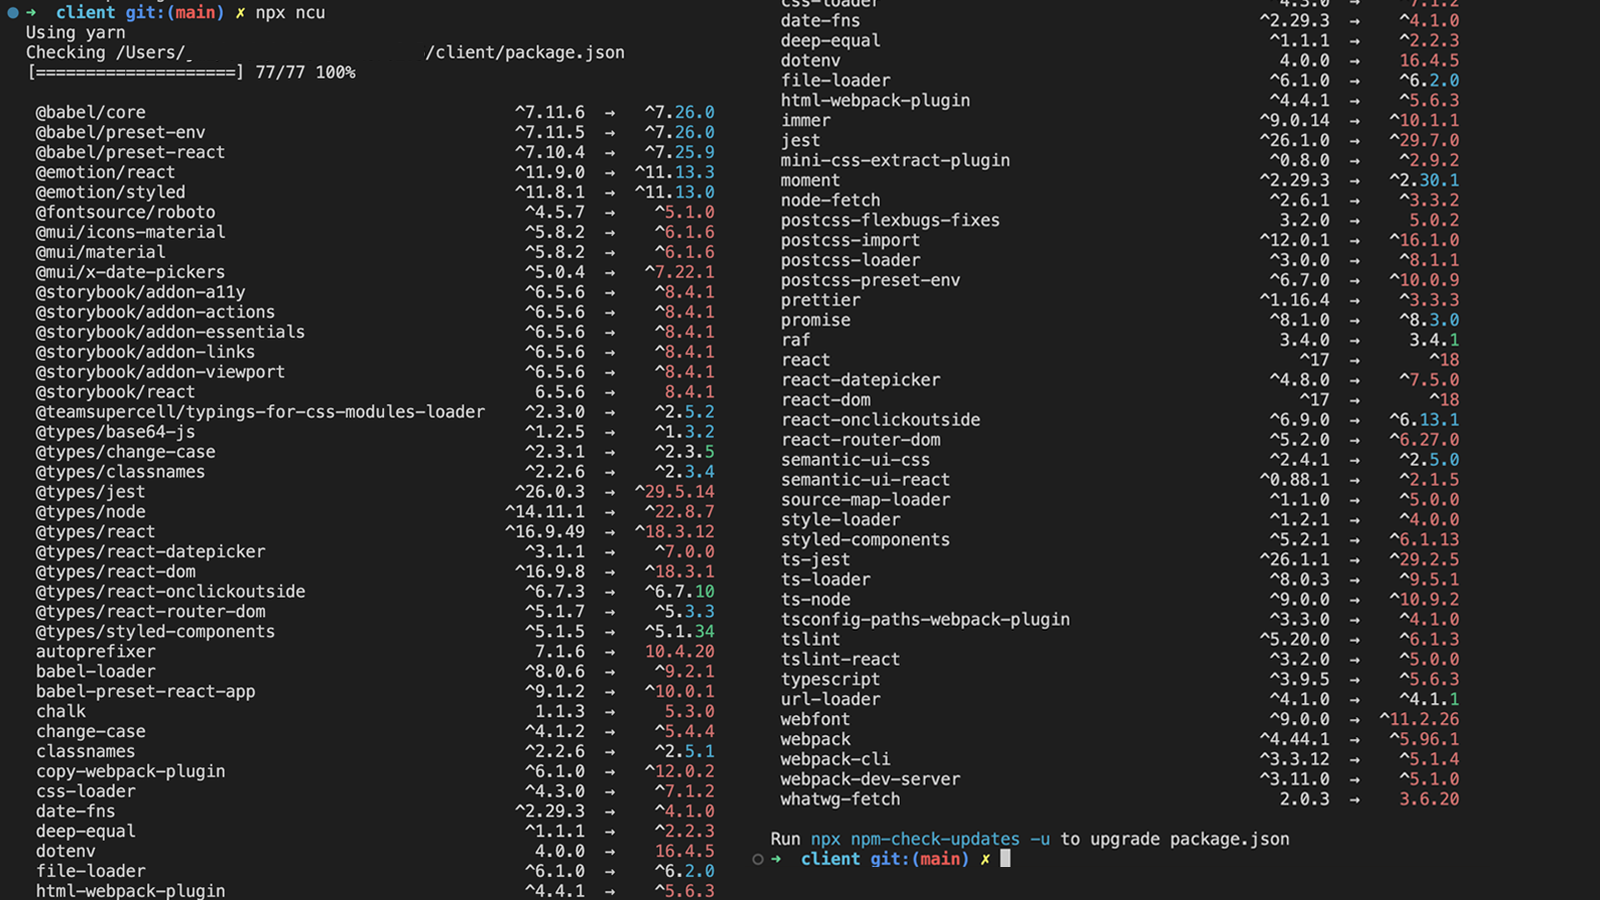 ➜ client git:(main) ✗ npx ncu
Using yarn
Checking /Users/_ /client/package.json
[====================] 77/77 100%
@babel/core ^7.11.6 → ^7.26.0
@babel/preset-env ^7.11.5 → ^7.26.0
@babel/preset-react ^7.10.4 → ^7.25.9
@emotion/react ^11.9.0 → ^11.13.3
@emotion/styled ^11.8.1 → ^11.13.0
@fontsource/roboto ^4.5.7 → ^5.1.0
@mui/icons-material ^5.8.2 → ^6.1.6
@mui/material ^5.8.2 → ^6.1.6
@mui/x-date-pickers ^5.0.4 → ^7.22.1
@storybook/addon-a11y ^6.5.6 → ^8.4.1
@storybook/addon-actions ^6.5.6 → ^8.4.1
@storybook/addon-essentials ^6.5.6 → ^8.4.1
@storybook/addon-links ^6.5.6 → ^8.4.1
@storybook/addon-viewport ^6.5.6 → ^8.4.1
@storybook/react 6.5.6 → 8.4.1
@teamsupercell/typings-for-css-modules-loader ^2.3.0 → ^2.5.2
@types/base64-js ^1.2.5 → ^1.3.2
@types/change-case ^2.3.1 → ^2.3.5
@types/classnames ^2.2.6 → ^2.3.4
@types/jest ^26.0.3 → ^29.5.14
@types/node ^14.11.1 → ^22.8.7
@types/react ^16.9.49 → ^18.3.12
@types/react-datepicker ^3.1.1 → ^7.0.0
@types/react-dom ^16.9.8 → ^18.3.1
@types/react-onclickoutside ^6.7.3 → ^6.7.10
@types/react-router-dom ^5.1.7 → ^5.3.3
@types/styled-components ^5.1.5 → ^5.1.34
autoprefixer 7.1.6 → 10.4.20
babel-loader ^8.0.6 → ^9.2.1
babel-preset-react-app ^9.1.2 → ^10.0.1
chalk 1.1.3 → 5.3.0
change-case ^4.1.2 → ^5.4.4
classnames ^2.2.6 → ^2.5.1
copy-webpack-plugin ^6.1.0 → ^12.0.2
css-loader ^4.3.0 → ^7.1.2
date-fns ^2.29.3 → ^4.1.0
deep-equal ^1.1.1 → ^2.2.3
dotenv 4.0.0 → 16.4.5
file-loader ^6.1.0 → ^6.2.0
html-webpack-plugin ^4.4.1 → ^5.6.3
css-loader ^4.3.0 → ^7.1.2
date-fns ^2.29.3 → ^4.1.0
deep-equal ^1.1.1 → ^2.2.3
dotenv 4.0.0 → 16.4.5
file-loader ^6.1.0 → ^6.2.0
html-webpack-plugin ^4.4.1 → ^5.6.3
immer ^9.0.14 → ^10.1.1
jest ^26.1.0 → ^29.7.0
mini-css-extract-plugin ^0.8.0 → ^2.9.2
moment ^2.29.3 → ^2.30.1
node-fetch ^2.6.1 → ^3.3.2
postcss-flexbugs-fixes 3.2.0 → 5.0.2
postcss-import ^12.0.1 → ^16.1.0
postcss-loader ^3.0.0 → ^8.1.1
postcss-preset-env ^6.7.0 → ^10.0.9
prettier ^1.16.4 → ^3.3.3
promise ^8.1.0 → ^8.3.0
raf 3.4.0 → 3.4.1
react ^17 → ^18
react-datepicker ^4.8.0 → ^7.5.0
react-dom ^17 → ^18
react-onclickoutside ^6.9.0 → ^6.13.1
react-router-dom ^5.2.0 → ^6.27.0
semantic-ui-css ^2.4.1 → ^2.5.0
semantic-ui-react ^0.88.1 → ^2.1.5
source-map-loader ^1.1.0 → ^5.0.0
style-loader ^1.2.1 → ^4.0.0
styled-components ^5.2.1 → ^6.1.13
ts-jest ^26.1.1 → ^29.2.5
ts-loader ^8.0.3 → ^9.5.1
ts-node ^9.0.0 → ^10.9.2
tsconfig-paths-webpack-plugin ^3.3.0 → ^4.1.0
tslint ^5.20.0 → ^6.1.3
tslint-react ^3.2.0 → ^5.0.0
typescript ^3.9.5 → ^5.6.3
url-loader ^4.1.0 → ^4.1.1
webfont ^9.0.0 → ^11.2.26
webpack ^4.44.1 → ^5.96.1
webpack-cli ^3.3.12 → ^5.1.4
webpack-dev-server ^3.11.0 → ^5.1.0
whatwg-fetch 2.0.3 → 3.6.20
Run npx npm-check-updates -u to upgrade package.json
➜ client git:(main) ✗